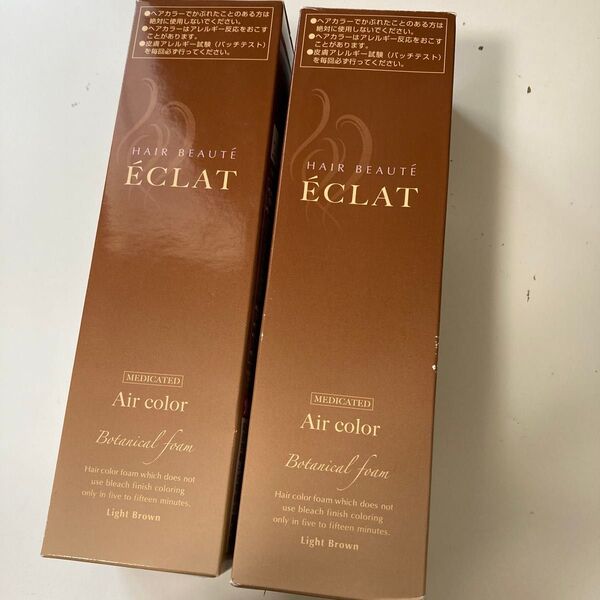 ●ヘアカラーでかぶれたことのある方は
絶対に使用しないでください。
●ヘアカラーはアレルギー反応をおこす
ことがあります。
●皮膚アレルギー試験（パッチテスト）
を毎回必ず行ってください。
HAIR BEAUTÉ
ÉCLAT
MEDICATED
Air color
Botanical foam
Hair color foam which does not
use bleach finish coloring
only in five to fifteen minutes.
Light Brown
●ヘアカラーでかぶれたことのある方は
絶対に使用しないでください。
●ヘアカラーはアレルギー反応をおこす
ことがあります。
●皮膚アレルギー試験（パッチテスト）
を毎回必ず行ってください。
HAIR BEAUTÉ
ÉCLAT
MEDICATED
Air color
Botanical foam
Hair color foam which does not
use bleach finish coloring
only in five to fifteen minutes.
Light Brown